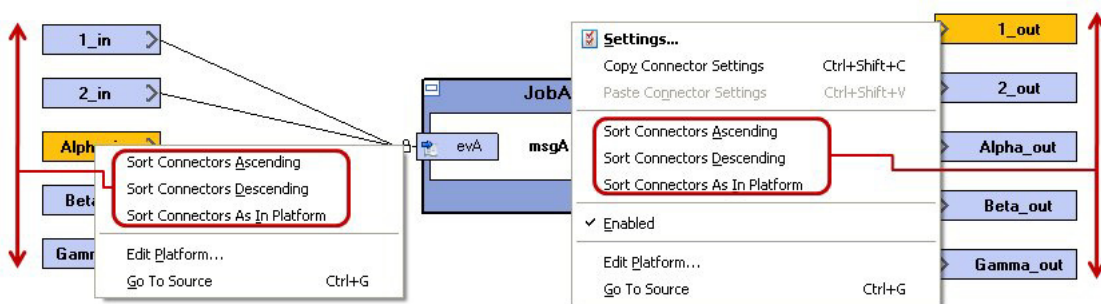 1_in
2_in
Alph
Beta
Gamm
Sort Connectors Ascending
Sort Connectors Descending
Sort Connectors As In Platform
Edit Platform...
Go To Source Ctrl+G
JobA
evA
msgA
Settings...
Copy Connector Settings Ctrl+Shift+C
Paste Connector Settings Ctrl+Shift+V
Sort Connectors Ascending
Sort Connectors Descending
Sort Connectors As In Platform
Enabled
Edit Platform...
Go To Source Ctrl+G
1_out
2_out
Alpha_out
Beta_out
Gamma_out